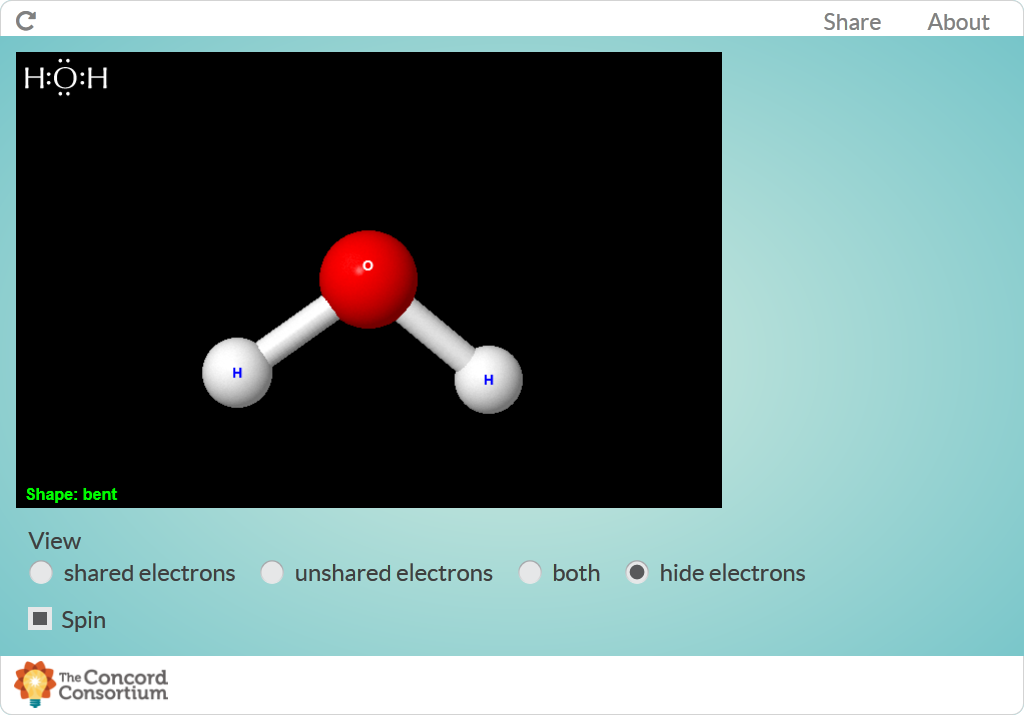 Share About
H:O:H
O
H
H
Shape: bent
View
shared electrons unshared electrons both hide electrons
Spin
The Concord
Consortium